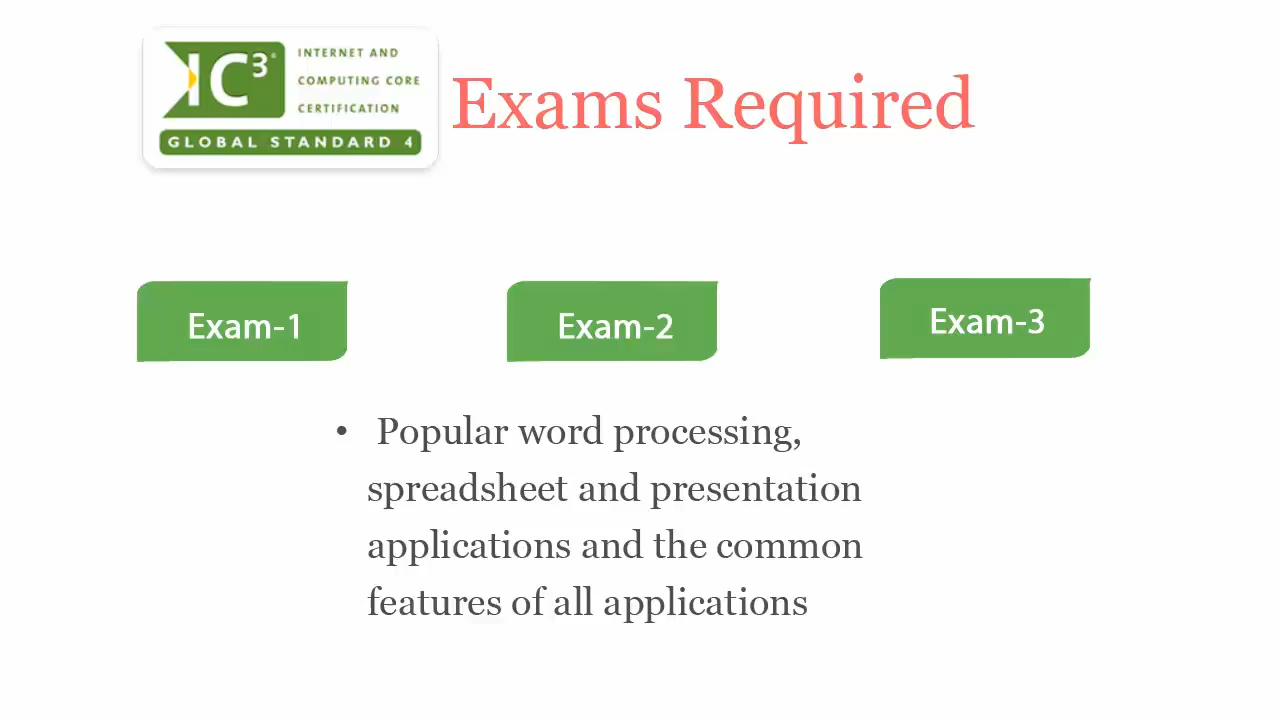 IC3®
INTERNET AND
COMPUTING CORE
CERTIFICATION
GLOBAL STANDARD 4
Exams Required
Exam-1
Exam-2
Exam-3
• Popular word processing,
spreadsheet and presentation
applications and the common
features of all applications